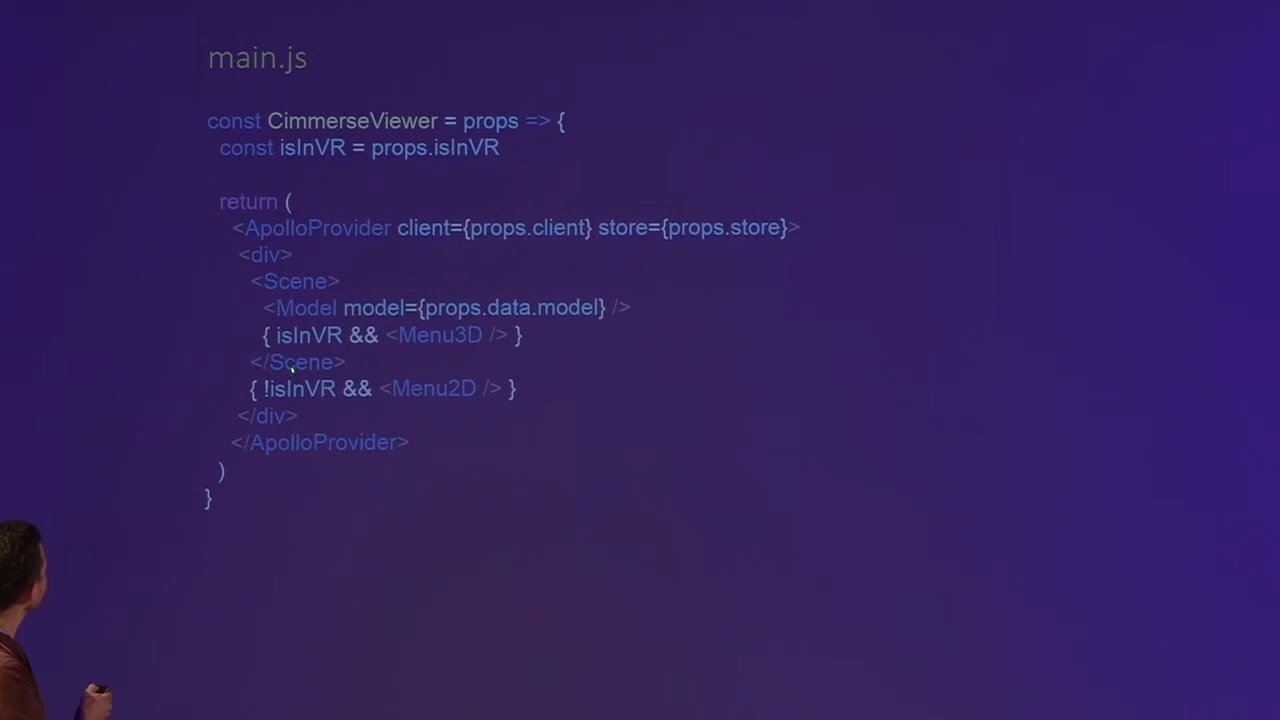 main.js
const CimmerseViewer = props => {
const isInVR = props.isInVR
return (
<ApolloProvider client={props.client} store={props.store}>
<div>
<Scene>
<Model model={props.data.model} />
{ isInVR && <Menu3D /> }
</Scene>
{ !isInVR && <Menu2D /> }
</div>
</ApolloProvider>
)
}